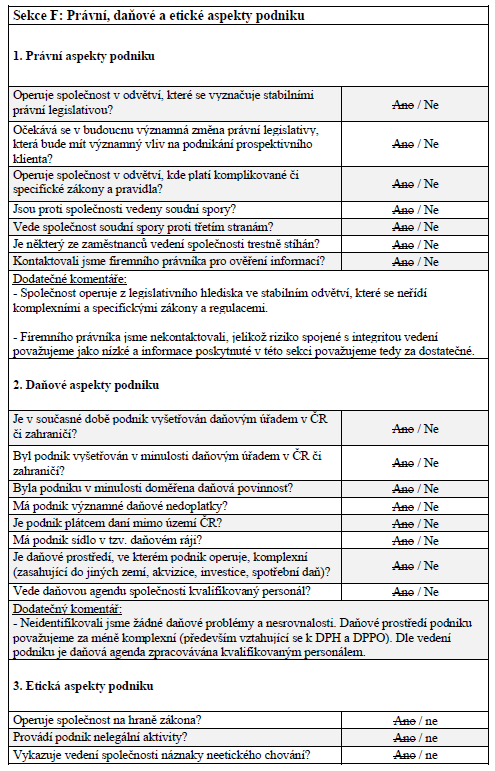 Sekce F: Právní, daňové a etické aspekty podniku
1. Právní aspekty podniku
Operuje společnost v odvětví, které se vyznačuje stabilními
právní legislativou?
Ano / Ne
Očekává se v budoucnu významná změna právní legislativy,
která bude mít významný vliv na podnikání prospektivního
klienta?
Ano / Ne
Operuje společnost v odvětví, kde platí komplikované či
specifické zákony a pravidla?
Ano / Ne
Jsou proti společnosti vedeny soudní spory?
Ano / Ne
Vede společnost soudní spory proti třetím stranám?
Ano / Ne
Je některý ze zaměstnanců vedení společnosti trestně stíhán?
Ano / Ne
Kontaktovali jsme firemního právníka pro ověření informací?
Ano / Ne
Dodatečné komentáře:
- Společnost operuje z legislativního hlediska ve stabilním odvětví, které se neřídí
komplexními a specifickými zákony a regulacemi.
- Firemního právníka jsme nekontaktovali, jelikož riziko spojené s integritou vedení
považujeme jako nízké a informace poskytnuté v této sekci považujeme tedy za dostatečné.
2. Daňové aspekty podniku
Je v současné době podnik vyšetřován daňovým úřadem v ČR
či zahraničí?
Ano / Ne
Byl podnik vyšetřován v minulosti daňovým úřadem v ČR či
zahraničí?
Ano / Ne
Byla podniku v minulosti doměřena daňová povinnost?
Ano / Ne
Má podnik významné daňové nedoplatky?
Ano / Ne
Je podnik plátcem daní mimo území ČR?
Ano / Ne
Má podnik sídlo v tzv. daňovém ráji?
Ano / Ne
Je daňové prostředí, ve kterém podnik operuje, komplexní
(zasahující do jiných zemí, akvizice, investice, spotřební daň)?
Ano / Ne
Vede daňovou agendu společnosti kvalifikovaný personál?
Ano / Ne
Dodatečný komentář:
- Neidentifikovali jsme žádné daňové problémy a nesrovnalosti. Daňové prostředí podniku
považujeme za méně komplexní (především vztahující se k DPH a DPPO). Dle vedení
podniku je daňová agenda zpracovávána kvalifikovaným personálem.
3. Etická aspekty podniku
Operuje společnost na hraně zákona?
Ano / ne
Provádí podnik nelegální aktivity?
Ano / ne
Vykazuje vedení společnosti náznaky neetického chování?
Ano / ne